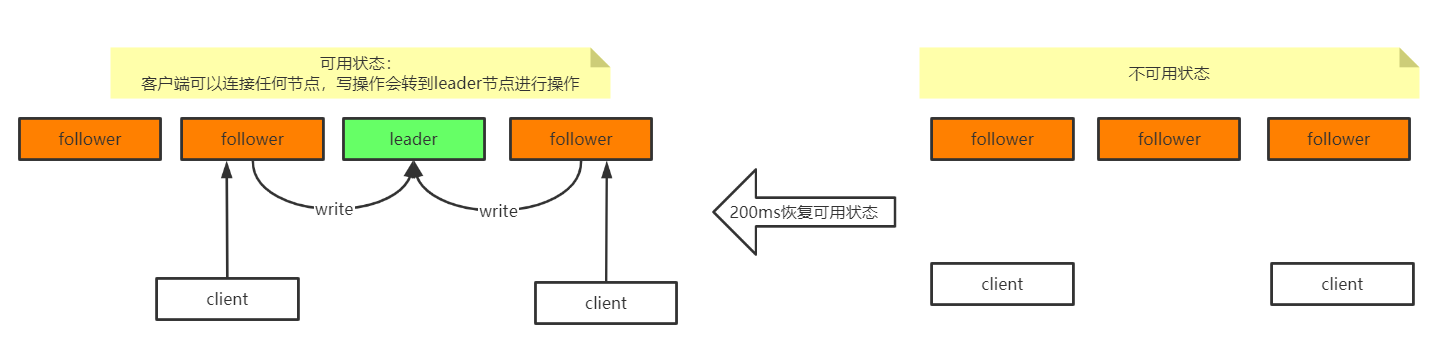 可用状态：
客户端可以连接任何节点，写操作会转到leader节点进行操作
不可用状态
follower
follower
leader
follower
follower
follower
follower
write
write
200ms恢复可用状态
client
client
client
client